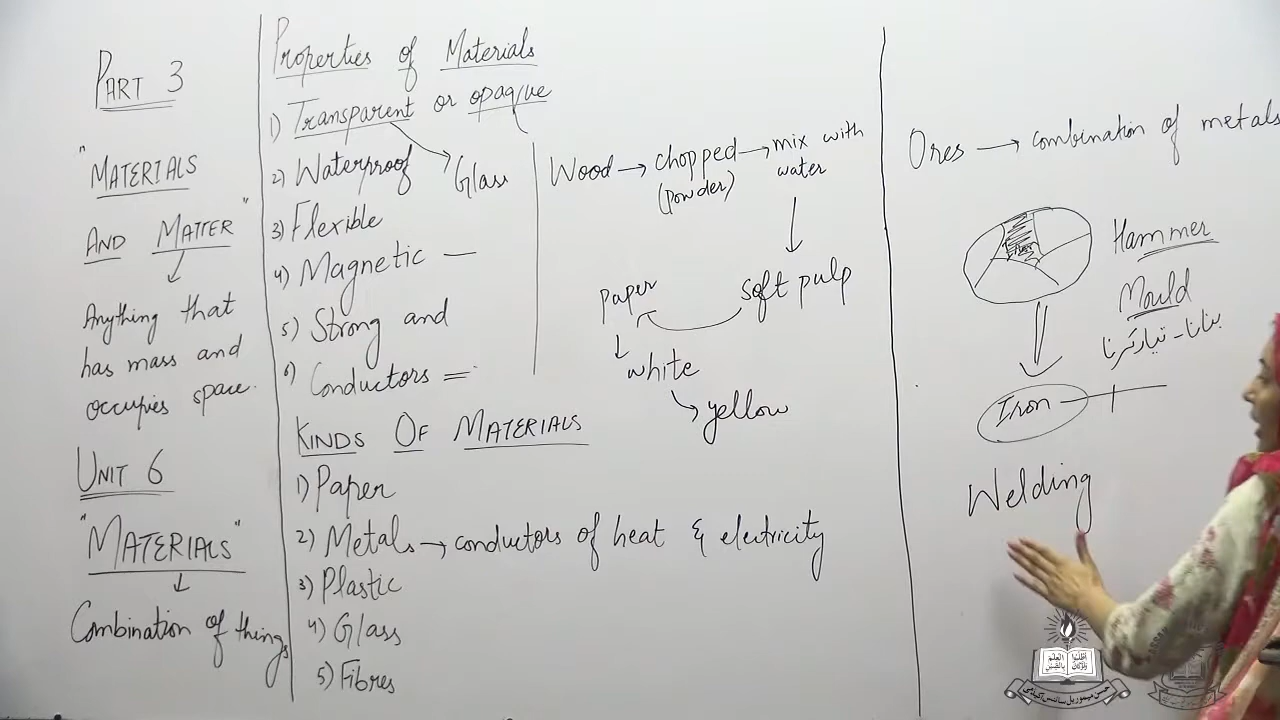 PART 3
"MATERIALS
AND MATTER"
Anything that
has mass and
occupies space.
UNIT 6
"MATERIALS"
Combination of things
Properties of Materials
1) Transparent or opaque
2) Waterproof
Glass
3) Flexible
4) Magnetic —
5) Strong and
6) Conductors =
KINDS OF MATERIALS
1) Paper
2) Metals → conductors of heat & electricity
3) Plastic
4) Glass
5) Fibres
Wood → chopped → mix with
(powder) water
soft pulp
paper
white
yellow
Ores → combination of metals
Iron
Hammer
Mould
بنانا - تیار کرنا
Iron
Welding